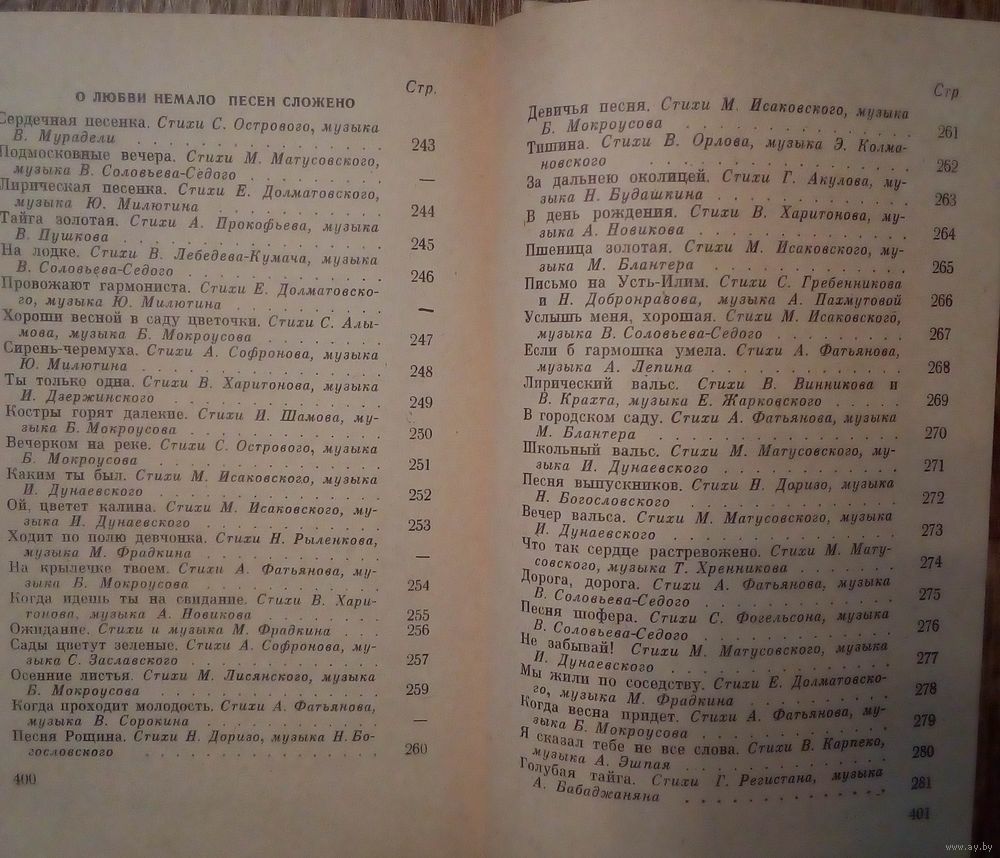 Стр.
О ЛЮБВИ НЕМАЛО ПЕСЕН СЛОЖЕНО
Сердечная песенка. Стихи С. Острового, музыка
В. Мурадели . . . . . . . . . . . . . 243
Подмосковные вечера. Стихи М. Матусовского,
музыка В. Соловьева-Седого . . . . . . . —
Лирическая песенка. Стихи Е. Долматовского,
музыка Ю. Милютина . . . . . . . . . 244
Тайга золотая. Стихи А. Прокофьева, музыка
В. Пушкова . . . . . . . . . . . . . 245
На лодке. Стихи В. Лебедева-Кумача, музыка
В. Соловьева-Седого . . . . . . . . . . 246
Провожают гармониста. Стихи Е. Долматовско-
го, музыка Ю. Милютина . . . . . . . —
Хороши весной в саду цветочки. Стихи С. Алы-
мова, музыка Б. Мокроусова . . . . . . 247
Сирень-черемуха. Стихи А. Софронова, музыка
Ю. Милютина . . . . . . . . . . . . 248
Ты только одна. Стихи В. Харитонова, музыка
И. Дзержинского . . . . . . . . . . . 249
Костры горят далекие. Стихи И. Шамова, му-
зыка Б. Мокроусова . . . . . . . . . . 250
Вечерком на реке. Стихи С. Острового, музыка
Б. Мокроусова . . . . . . . . . . . . 251
Каким ты был. Стихи М. Исаковского, музыка
И. Дунаевского . . . . . . . . . . . 252
Ой, цветет калина. Стихи М. Исаковского, му-
зыка И. Дунаевского . . . . . . . . . 253
Ходит по полю девчонка. Стихи Н. Рыленкова,
музыка М. Фрадкина . . . . . . . . . —
На крылечке твоем. Стихи А. Фатьянова, му-
зыка Б. Мокроусова . . . . . . . . . 254
Когда идешь ты на свидание. Стихи В. Хари-
тонова, музыка А. Новикова . . . . . . 255
Ожидание. Стихи и музыка М. Фрадкина . . . 256
Сады цветут зеленые. Стихи А. Софронова, му-
зыка С. Заславского . . . . . . . . . . 257
Осенние листья. Стихи М. Лисянского, музыка
Б. Мокроусова . . . . . . . . . . . . 259
Когда проходит молодость. Стихи А. Фатьянова,
музыка В. Сорокина . . . . . . . . . —
Песня Рощина. Стихи Н. Доризо, музыка Н. Бо-
гословского . . . . . . . . . . . . . 260
400
Стр
Девичья песня. Стихи М. Исаковского, музыка
Б. Мокроусова . . . . . . . . . . . . 261
Тишина. Стихи В. Орлова, музыка Э. Колма-
новского . . . . . . . . . . . . . 262
За дальнею околицей. Стихи Г. Акулова, му-
зыка Н. Будашкина . . . . . . . . . . 263
В день рождения. Стихи В. Харитонова, му-
зыка А. Новикова . . . . . . . . . . 264
Пшеница золотая. Стихи М. Исаковского, му-
зыка М. Блантера . . . . . . . . . . 265
Письмо на Усть-Илим. Стихи С. Гребенникова
и Н. Добронравова, музыка А. Пахмутовой 266
Услышь меня, хорошая. Стихи М. Исаковского,
музыка В. Соловьева-Седого . . . . . . . 267
Если б гармошка умела. Стихи А. Фатьянова,
музыка А. Лепина . . . . . . . . . . 268
Лирический вальс. Стихи В. Винникова и
В. Крахта, музыка Е. Жарковского . . . . . 269
В городском саду. Стихи А. Фатьянова, музыка
М. Блантера . . . . . . . . . . . . 270
Школьный вальс. Стихи М. Матусовского, му-
зыка И. Дунаевского . . . . . . . . . 271
Песня выпускников. Стихи Н. Доризо, музыка
Н. Богословского . . . . . . . . . . . 272
Вечер вальса. Стихи М. Матусовского, музыка
И. Дунаевского . . . . . . . . . . . 273
Что так сердце растревожено. Стихи М. Мату-
совского, музыка Т. Хренникова . . . . . . 274
Дорога, дорога. Стихи А. Фатьянова, музыка
В. Соловьева-Седого . . . . . . . . . . 275
Песня шофера. Стихи С. Фогельсона, музыка
В. Соловьева-Седого . . . . . . . . . . 276
Не забывай! Стихи М. Матусовского, музыка
И. Дунаевского . . . . . . . . . . . 277
Мы жили по соседству. Стихи Е. Долматовско-
го, музыка М. Фрадкина . . . . . . . . 278
Когда весна придет. Стихи А. Фатьянова, му-
зыка Б. Мокроусова . . . . . . . . . . 279
Я сказал тебе не все слова. Стихи В. Карпеко,
музыка А. Эшпая . . . . . . . . . . . 280
Голубая тайга. Стихи Г. Регистана, музыка
А. Бабаджаняна . . . . . . . . . . . 281
401
www.ay.by